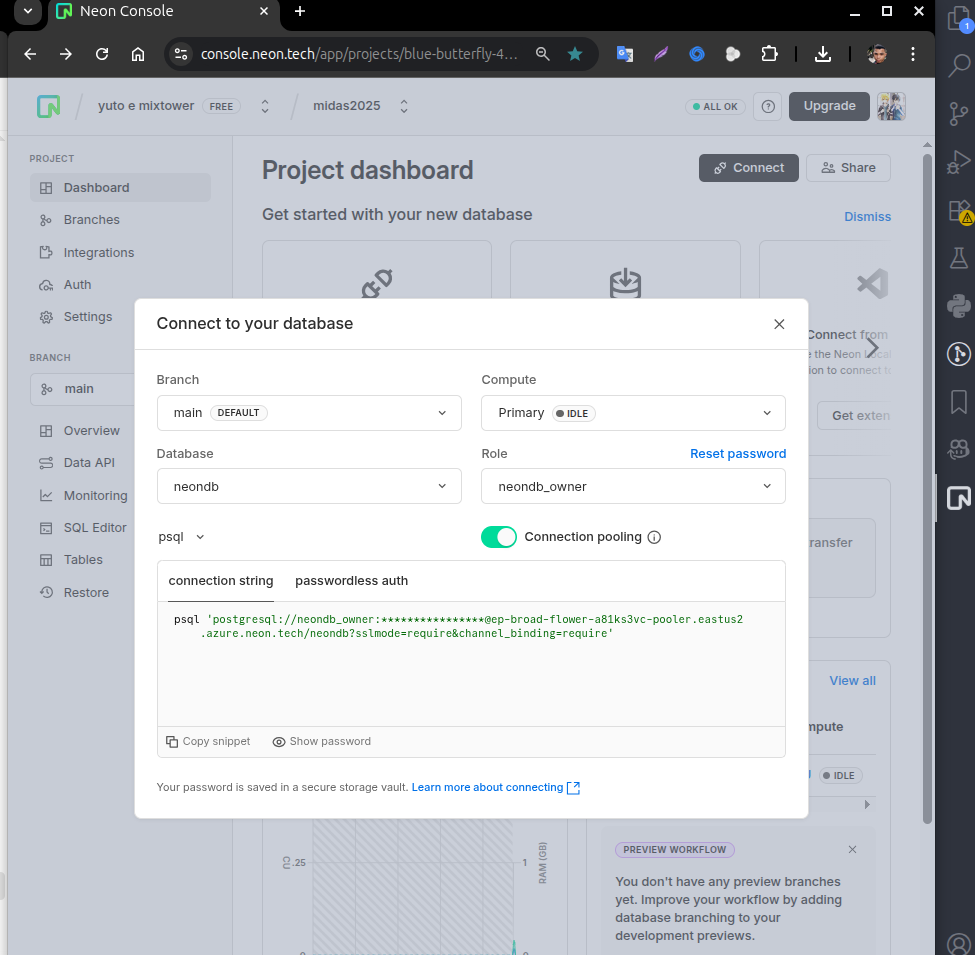 Neon Console
console.neon.tech/app/projects/blue-butterfly-4...
1
yuto e mixtower FREE
midas2025
ALL OK
Upgrade
PROJECT
Dashboard
Branches
Integrations
Auth
Settings
BRANCH
main
Overview
Data API
Monitoring
SQL Editor
Tables
Restore
Project dashboard
Connect
Share
Get started with your new database
Dismiss
Connect from
the Neon Local
ion to connect to
Get exten
Connect to your database
Branch
Compute
main DEFAULT
Primary IDLE
Database
Role
Reset password
neondb
neondb_owner
psql
Connection pooling
connection string
passwordless auth
psql 'postgresql://neondb_owner:****************@ep-broad-flower-a81ks3vc-pooler.eastus2
.azure.neon.tech/neondb?sslmode=require&channel_binding=require'
Copy snippet
Show password
Your password is saved in a secure storage vault. Learn more about connecting
ransfer
View all
mpute
IDLE
CU
.25
1
RAM (GB)
0
0
PREVIEW WORKFLOW
You don't have any preview branches
yet. Improve your workflow by adding
database branching to your
development previews.